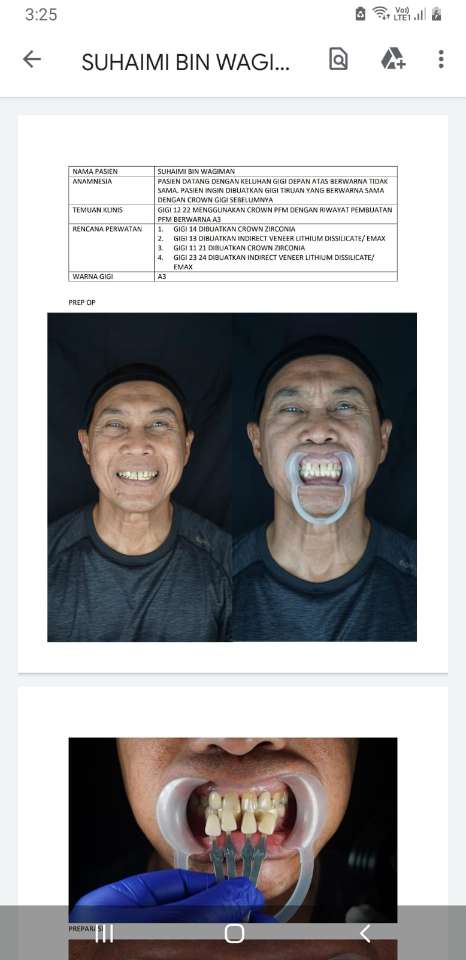 3:25
Vo))
LTE1
SUHAIMI BIN WAGI...
NAMA PASIEN SUHAIMI BIN WAGIMAN
ANAMNESIA PASIEN DATANG DENGAN KELUHAN GIGI DEPAN ATAS BERWARNA TIDAK
SAMA. PASIEN INGIN DIBUATKAN GIGI TIRUAN YANG BERWARNA SAMA
DENGAN CROWN GIGI SEBELUMNYA
TEMUAN KLINIS GIGI 12 22 MENGGUNAKAN CROWN PFM DENGAN RIWAYAT PEMBUATAN
PFM BERWARNA A3
RENCANA PERWATAN 1. GIGI 14 DIBUATKAN CROWN ZIRCONIA
2. GIGI 13 DIBUATKAN INDIRECT VENEER LITHIUM DISSILICATE/ EMAX
3. GIGI 11 21 DIBUATKAN CROWN ZIRCONIA
4. GIGI 23 24 DIBUATKAN INDIRECT VENEER LITHIUM DISSILICATE/
EMAX
WARNA GIGI A3
PREP OP
PREPARASI